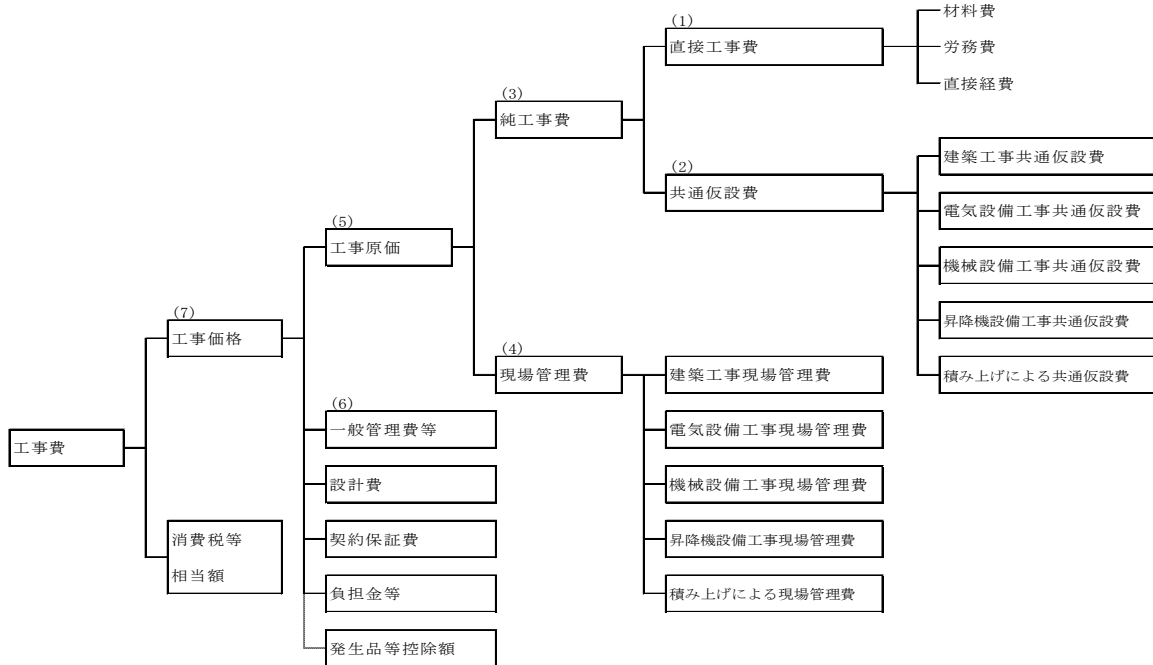 材料費
(1)
直接工事費
労務費
直接経費
(3)
純工事費
建築工事共通仮設費
(2)
共通仮設費
電気設備工事共通仮設費
(5)
工事原価
機械設備工事共通仮設費
(7)
工事価格
昇降機設備工事共通仮設費
(4)
現場管理費
建築工事現場管理費
積み上げによる共通仮設費
(6)
一般管理費等
電気設備工事現場管理費
工事費
設計費
機械設備工事現場管理費
消費税等
相当額
契約保証費
昇降機設備工事現場管理費
負担金等
積み上げによる現場管理費
発生品等控除額